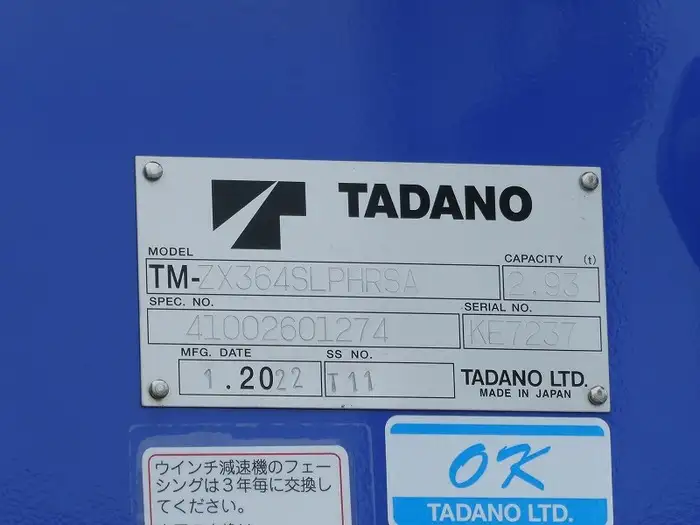 TADANO
MODEL
TM-ZX364SLPHRSA
CAPACITY (t)
2.93
SPEC. NO.
41002601274
SERIAL NO.
KE7237
MFG. DATE
1.2022
SS NO.
T11
TADANO LTD.
MADE IN JAPAN
ウインチ減速機のフェー
シングは3年毎に交換し
てください。
OK
TADANO LTD.